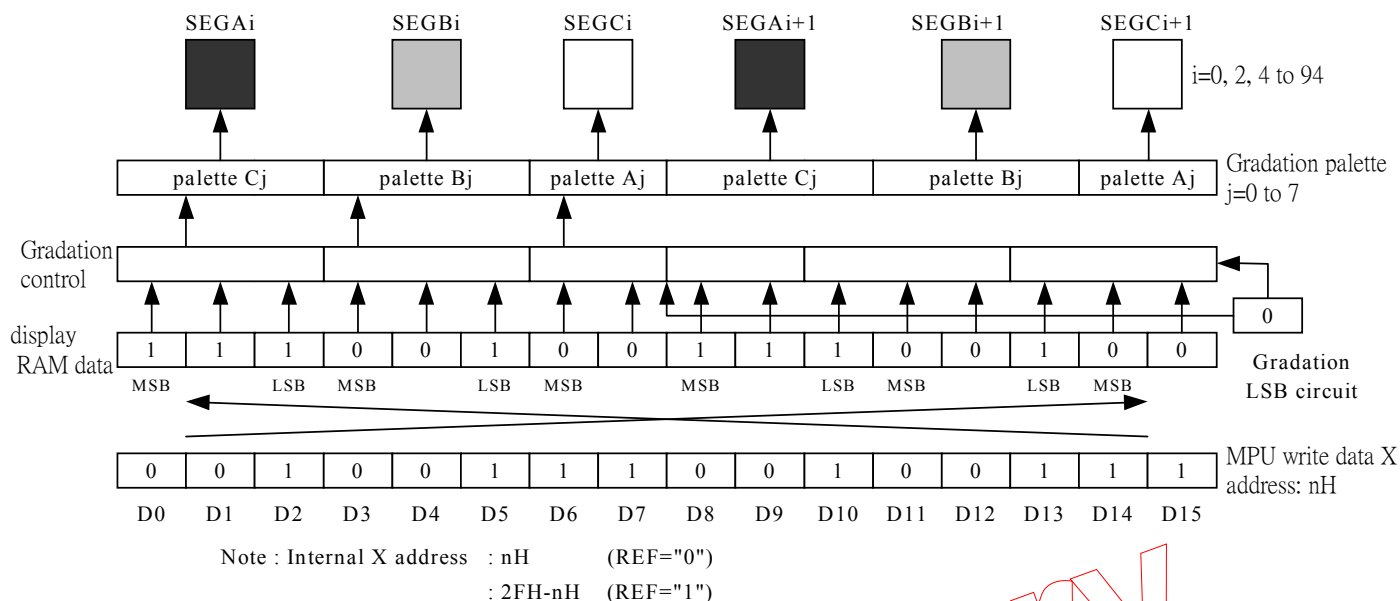 SEGAi SEGBi SEGCi SEGAi+1 SEGBi+1 SEGCi+1
i=0, 2, 4 to 94
palette Cj palette Bj palette Aj palette Cj palette Bj palette Aj
Gradation palette
j=0 to 7
Gradation
control
0
display
RAM data
1 1 1 0 0 1 0 0 1 1 1 0 0 1 0 0
MSB LSB MSB LSB MSB MSB LSB MSB LSB MSB
Gradation
LSB circuit
0 0 1 0 0 1 1 1 0 0 1 0 0 1 1 1
MPU write data X
address: nH
D0 D1 D2 D3 D4 D5 D6 D7 D8 D9 D10 D11 D12 D13 D14 D15
Note : Internal X address : nH (REF="0")
: 2FH-nH (REF="1")